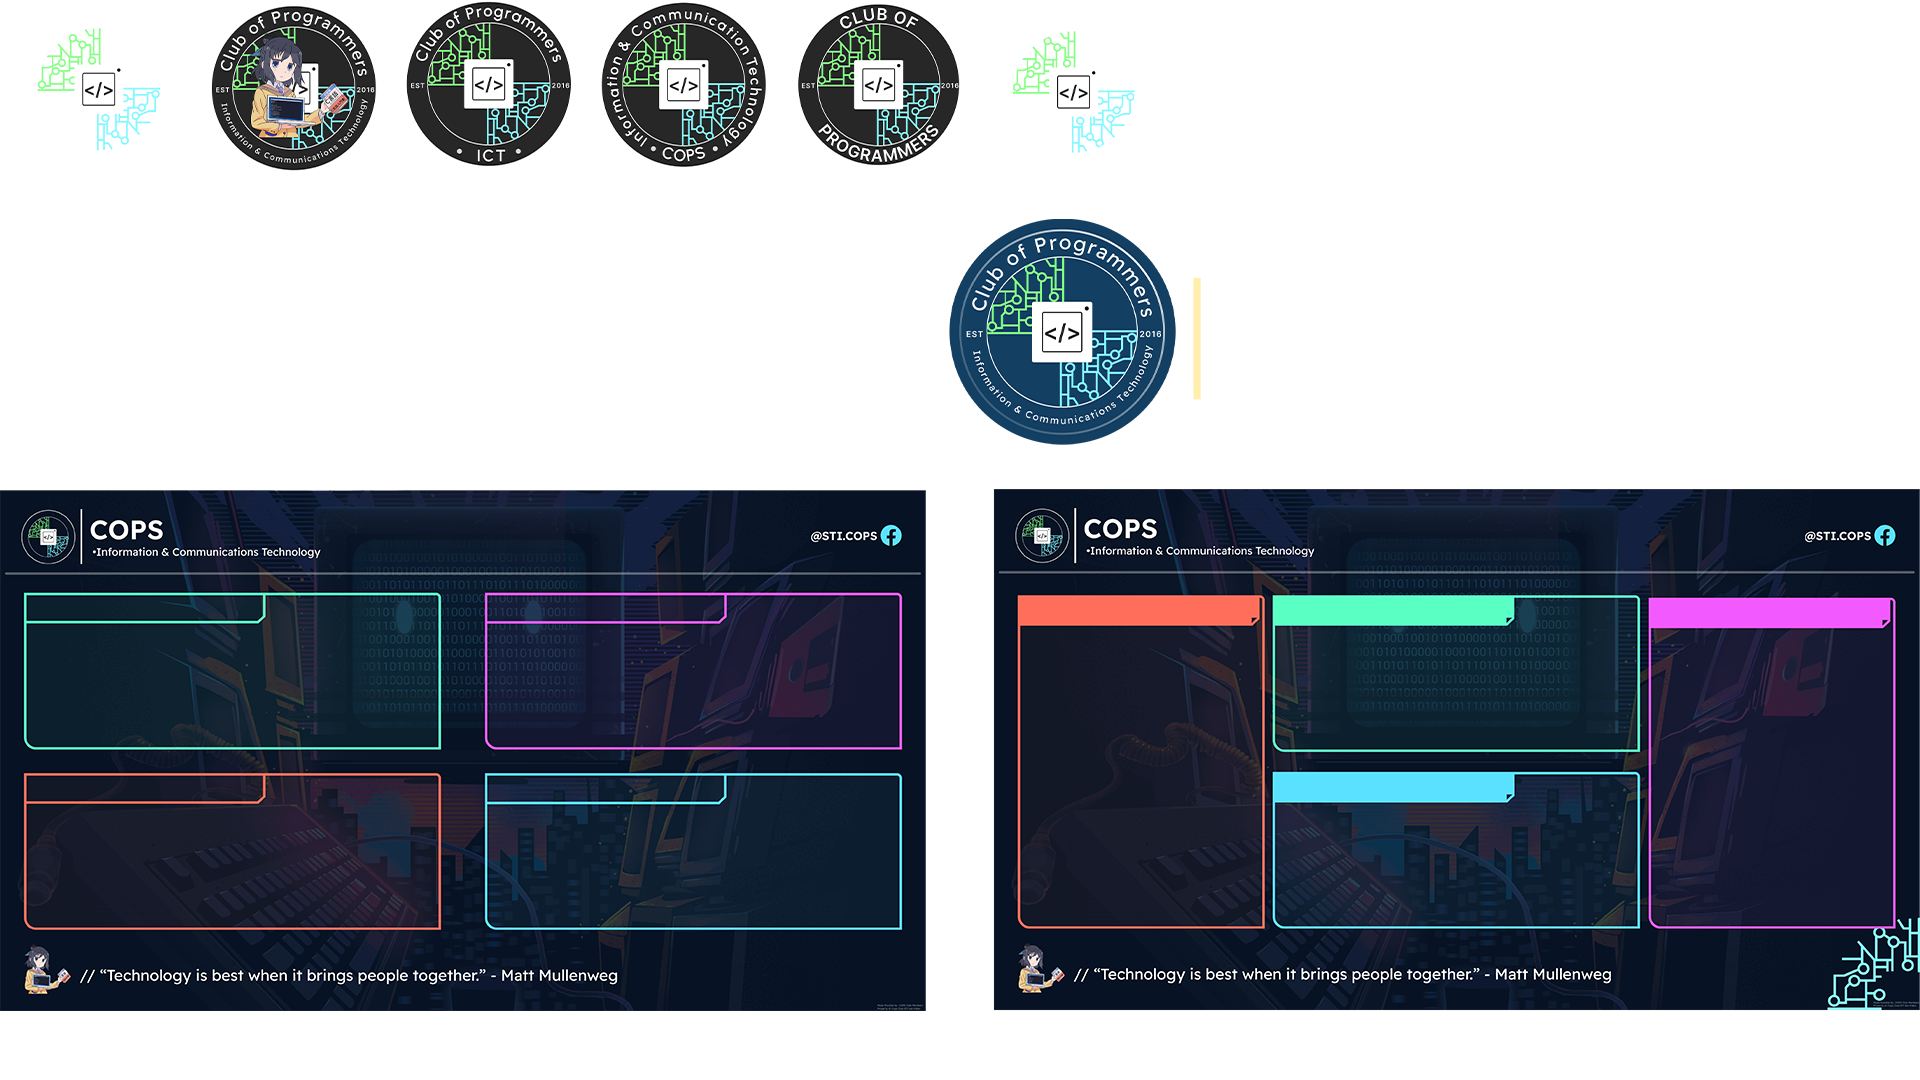 </>
Club of Programmers
EST
2016
Information & Communications Technology
Club of Programmers
</>
EST
2016
• ICT •
Information & Communication Technology
</>
• COPS •
CLUB OF
</>
EST
2016
PROGRAMMERS
</>
Club of Programmers
</>
EST
2016
Information & Communications Technology
</>
COPS
•Information & Communications Technology
@STI.COPS
// “Technology is best when it brings people together.” - Matt Mullenweg
</>
COPS
•Information & Communications Technology
@STI.COPS
// “Technology is best when it brings people together.” - Matt Mullenweg